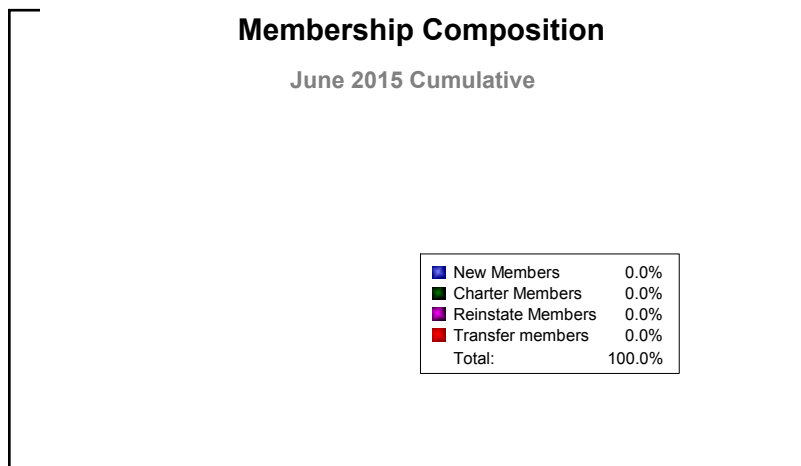 Membership Composition
June 2015 Cumulative
New Members 0.0%
Charter Members 0.0%
Reinstate Members 0.0%
Transfer members 0.0%
Total: 100.0%